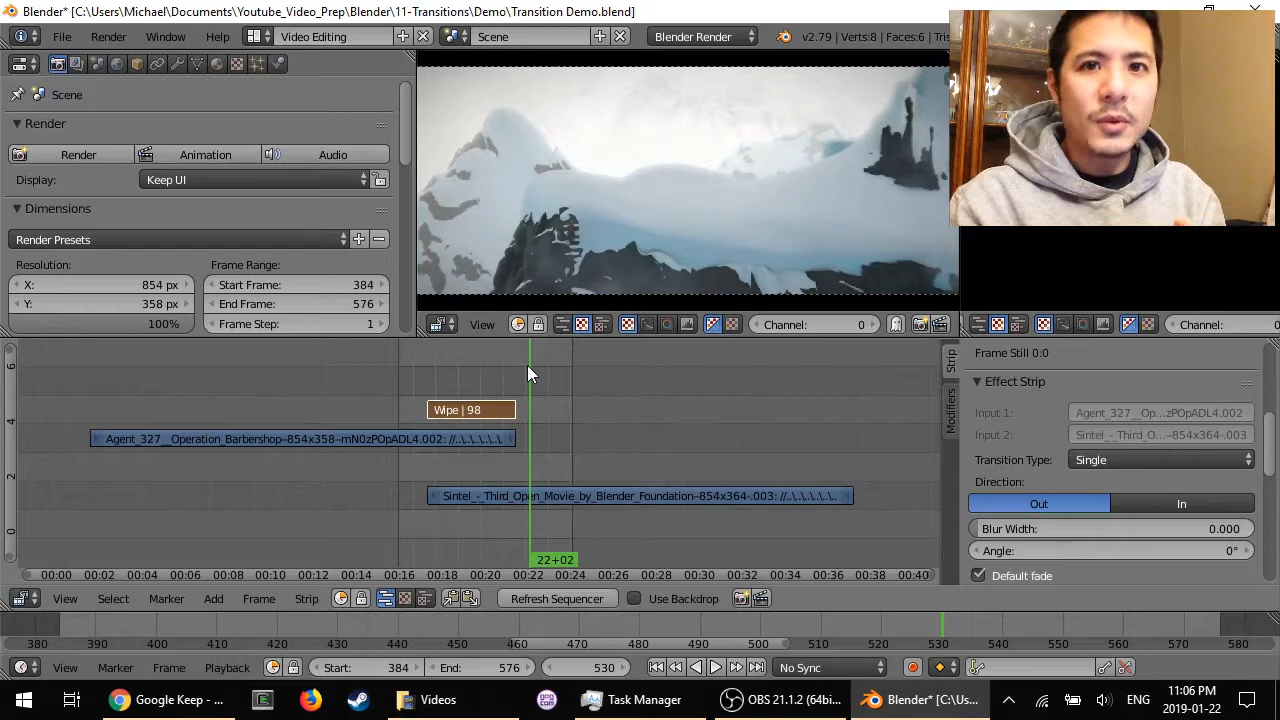 Blender* [C:\Users\Michael\Documents\Youtube_Video_Prep\Blender\11-Transitions\Demo\Transition Demo.blend]
File Render Window Help Video Editing Scene Blender Render v2.79 | Verts:8 | Faces:6 | Tris
Scene
Render
Render Animation Audio
Display: Keep UI
Dimensions
Render Presets
Resolution: Frame Range:
X: 854 px Start Frame: 384
Y: 358 px End Frame: 576
100% Frame Step: 1
View Channel: 0 Channel:
6
4
2
0
Wipe | 98
Agent_327__Operation_Barbershop--854x358--mN0zPOpADL4.002: //..\..\..\..\..\..
Sintel_-_Third_Open_Movie_by_Blender_Foundation--854x364-.003: //..\..\..\..\..\..
22+02
00:00 00:02 00:04 00:06 00:08 00:10 00:12 00:14 00:16 00:18 00:20 00:22 00:24 00:26 00:28 00:30 00:32 00:34 00:36 00:38 00:40
Strip
Modifiers
Frame Still 0:0
Effect Strip
Input 1: Agent_327__Op...zPOpADL4.002
Input 2: Sintel_-_Third_O...--854x364-.003
Transition Type: Single
Direction:
Out In
Blur Width: 0.000
Angle: 0°
Default fade
View Select Marker Add Frame Strip Refresh Sequencer Use Backdrop
380 390 400 410 420 430 440 450 460 470 480 490 500 510 520 530 540 550 560 570 580
View Marker Frame Playback Start: 384 End: 576 530 No Sync
Google Keep - ... Videos Task Manager OBS 21.1.2 (64bi... Blender* [C:\Us... ENG
11:06 PM
2019-01-22